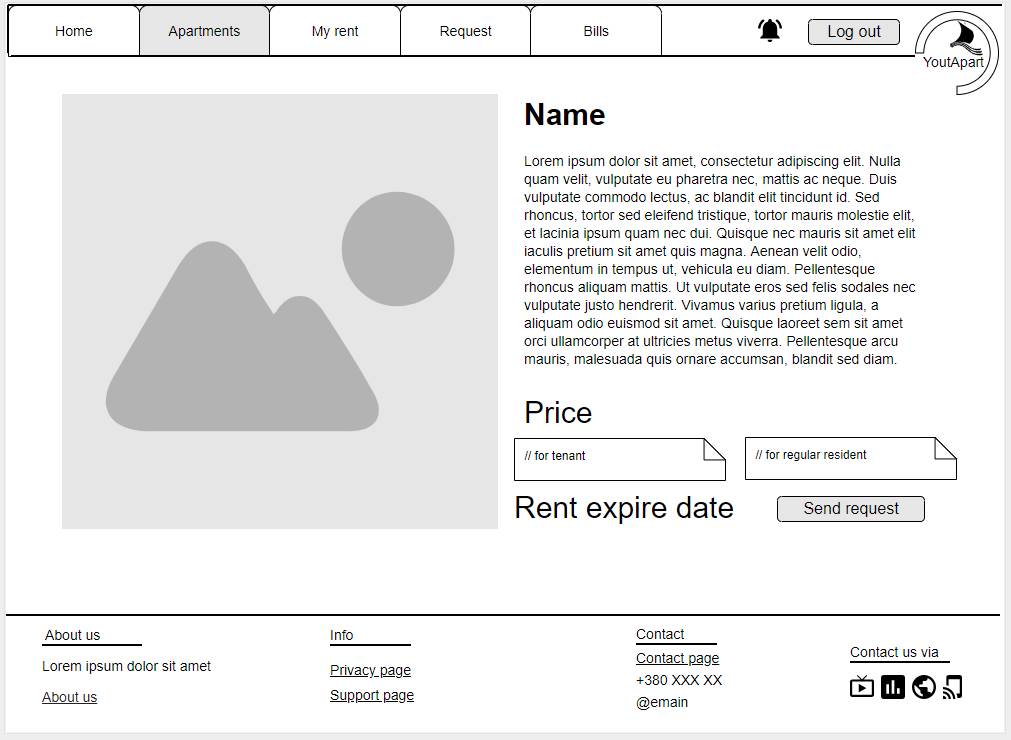 Home
Apartments
My rent
Request
Bills
Log out
YoutApart
Name
Lorem ipsum dolor sit amet, consectetur adipiscing elit. Nulla
quam velit, vulputate eu pharetra nec, mattis ac neque. Duis
vulputate commodo lectus, ac blandit elit tincidunt id. Sed
rhoncus, tortor sed eleifend tristique, tortor mauris molestie elit,
et lacinia ipsum quam nec dui. Quisque nec mauris sit amet elit
iaculis pretium sit amet quis magna. Aenean velit odio,
elementum in tempus ut, vehicula eu diam. Pellentesque
rhoncus aliquam mattis. Ut vulputate eros sed felis sodales nec
vulputate justo hendrerit. Vivamus varius pretium ligula, a
aliquam odio euismod sit amet. Quisque laoreet sem sit amet
orci ullamcorper at ultricies metus viverra. Pellentesque arcu
mauris, malesuada quis ornare accumsan, blandit sed diam.
Price
// for tenant
// for regular resident
Rent expire date
Send request
About us
Lorem ipsum dolor sit amet
About us
Info
Privacy page
Support page
Contact
Contact page
+380 XXX XX
@emain
Contact us via